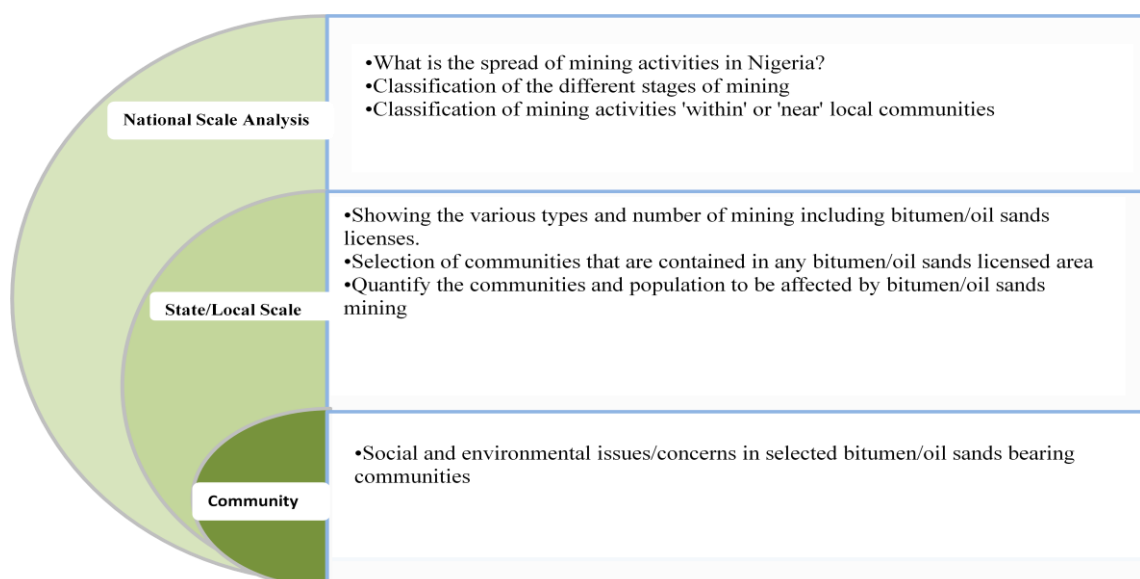 National Scale Analysis
•What is the spread of mining activities in Nigeria?
•Classification of the different stages of mining
•Classification of mining activities 'within' or 'near' local communities
State/Local Scale
•Showing the various types and number of mining including bitumen/oil sands
licenses.
•Selection of communities that are contained in any bitumen/oil sands licensed area
•Quantify the communities and population to be affected by bitumen/oil sands
mining
Community
•Social and environmental issues/concerns in selected bitumen/oil sands bearing
communities